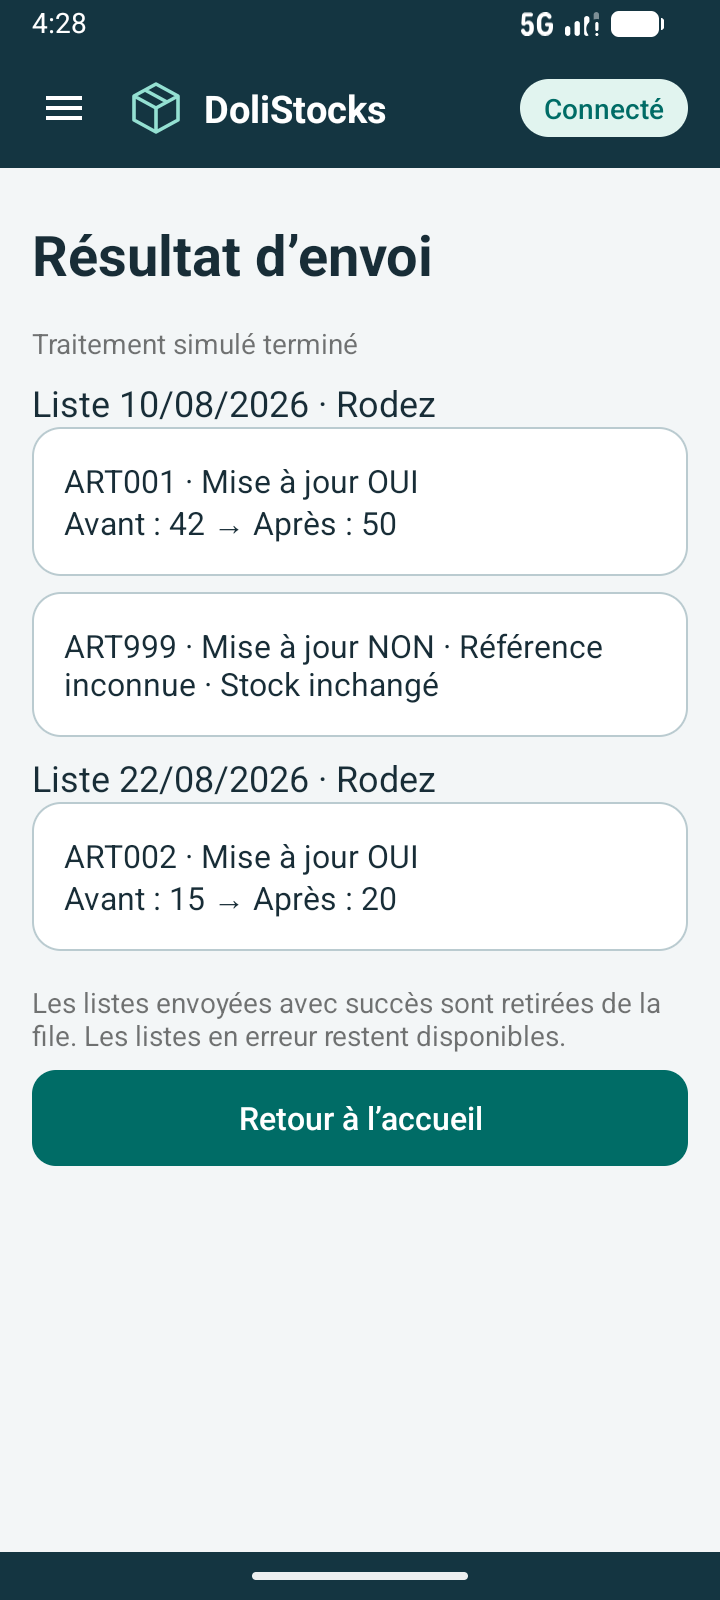 4:28
5G
DoliStocks
Connecté
Résultat d’envoi
Traitement simulé terminé
Liste 10/08/2026 · Rodez
ART001 · Mise à jour OUI
Avant : 42 → Après : 50
ART999 · Mise à jour NON · Référence
inconnue · Stock inchangé
Liste 22/08/2026 · Rodez
ART002 · Mise à jour OUI
Avant : 15 → Après : 20
Les listes envoyées avec succès sont retirées de la
file. Les listes en erreur restent disponibles.
Retour à l’accueil